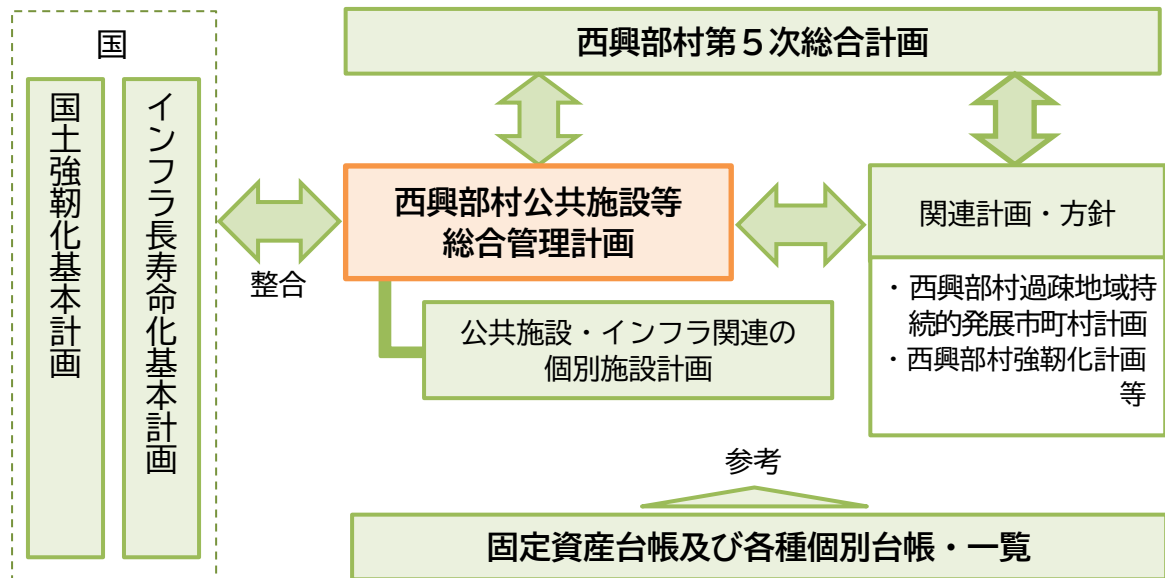 国
国土強靭化基本計画
インフラ長寿命化基本計画
整合
西興部村第５次総合計画
西興部村公共施設等
総合管理計画
公共施設・インフラ関連の
個別施設計画
関連計画・方針
・西興部村過疎地域持
続的発展市町村計画
・西興部村強靭化計画
等
参考
固定資産台帳及び各種個別台帳・一覧